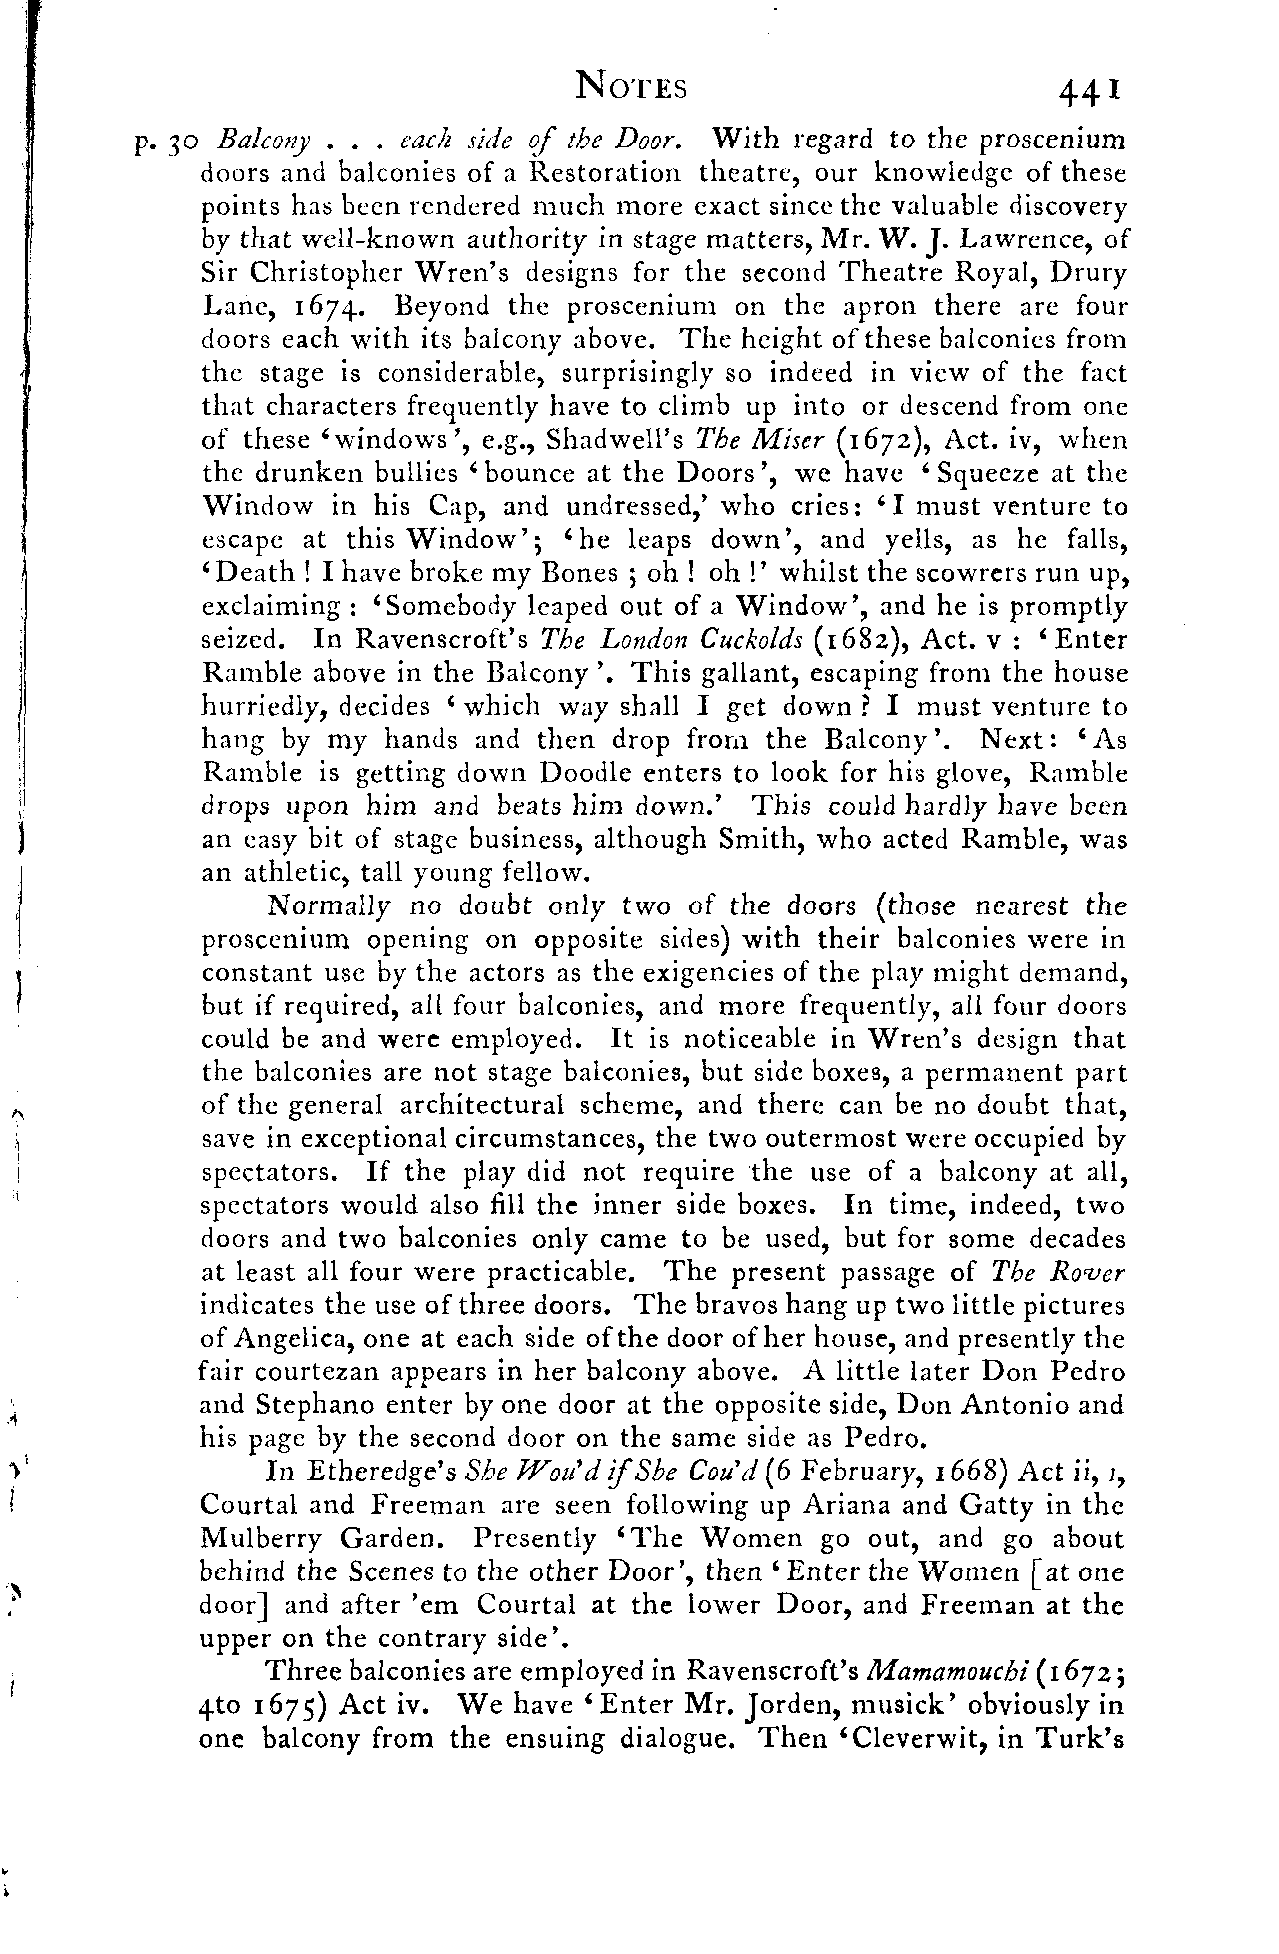 NOTES 441
p. 30 Balcony . . . each side of the Door. With regard to the proscenium
doors and balconies of a Restoration theatre, our knowledge of these
points has been rendered much more exact since the valuable discovery
by that well-known authority in stage matters, Mr. W. J. Lawrence, of
Sir Christopher Wren's designs for the second Theatre Royal, Drury
Lane, 1674. Beyond the proscenium on the apron there are four
doors each with its balcony above. The height of these balconies from
the stage is considerable, surprisingly so indeed in view of the fact
that characters frequently have to climb up into or descend from one
of these ‘windows’, e.g., Shadwell's The Miser (1672), Act. iv, when
the drunken bullies ‘bounce at the Doors’, we have ‘Squeeze at the
Window in his Cap, and undressed,’ who cries: ‘I must venture to
escape at this Window’; ‘he leaps down’, and yells, as he falls,
‘Death ! I have broke my Bones ; oh ! oh !’ whilst the scowrers run up,
exclaiming : ‘Somebody leaped out of a Window’, and he is promptly
seized. In Ravenscroft's The London Cuckolds (1682), Act. v : ‘Enter
Ramble above in the Balcony’. This gallant, escaping from the house
hurriedly, decides ‘which way shall I get down ? I must venture to
hang by my hands and then drop from the Balcony’. Next: ‘As
Ramble is getting down Doodle enters to look for his glove, Ramble
drops upon him and beats him down.’ This could hardly have been
an easy bit of stage business, although Smith, who acted Ramble, was
an athletic, tall young fellow.
Normally no doubt only two of the doors (those nearest the
proscenium opening on opposite sides) with their balconies were in
constant use by the actors as the exigencies of the play might demand,
but if required, all four balconies, and more frequently, all four doors
could be and were employed. It is noticeable in Wren's design that
the balconies are not stage balconies, but side boxes, a permanent part
of the general architectural scheme, and there can be no doubt that,
save in exceptional circumstances, the two outermost were occupied by
spectators. If the play did not require the use of a balcony at all,
spectators would also fill the inner side boxes. In time, indeed, two
doors and two balconies only came to be used, but for some decades
at least all four were practicable. The present passage of The Rover
indicates the use of three doors. The bravos hang up two little pictures
of Angelica, one at each side of the door of her house, and presently the
fair courtezan appears in her balcony above. A little later Don Pedro
and Stephano enter by one door at the opposite side, Don Antonio and
his page by the second door on the same side as Pedro.
In Etheredge's She Wou'd if She Cou'd (6 February, 1668) Act ii, 1,
Courtal and Freeman are seen following up Ariana and Gatty in the
Mulberry Garden. Presently ‘The Women go out, and go about
behind the Scenes to the other Door’, then ‘Enter the Women [at one
door] and after 'em Courtal at the lower Door, and Freeman at the
upper on the contrary side’.
Three balconies are employed in Ravenscroft's Mamamouchi (1672;
4to 1675) Act iv. We have ‘Enter Mr. Jorden, musick’ obviously in
one balcony from the ensuing dialogue. Then ‘Cleverwit, in Turk's